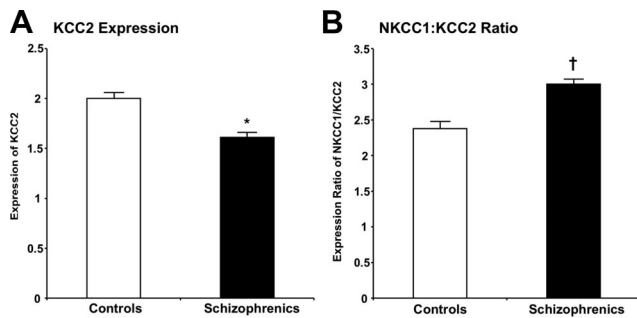 A KCC2 Expression
2.5
2
1.5
1
0.5
0
Expression of KCC2
*
Controls Schizophrenics
B NKCC1:KCC2 Ratio
3.5
3
2.5
2
1.5
1
0.5
0
Expression Ratio of NKCC1/KCC2
†
Controls Schizophrenics